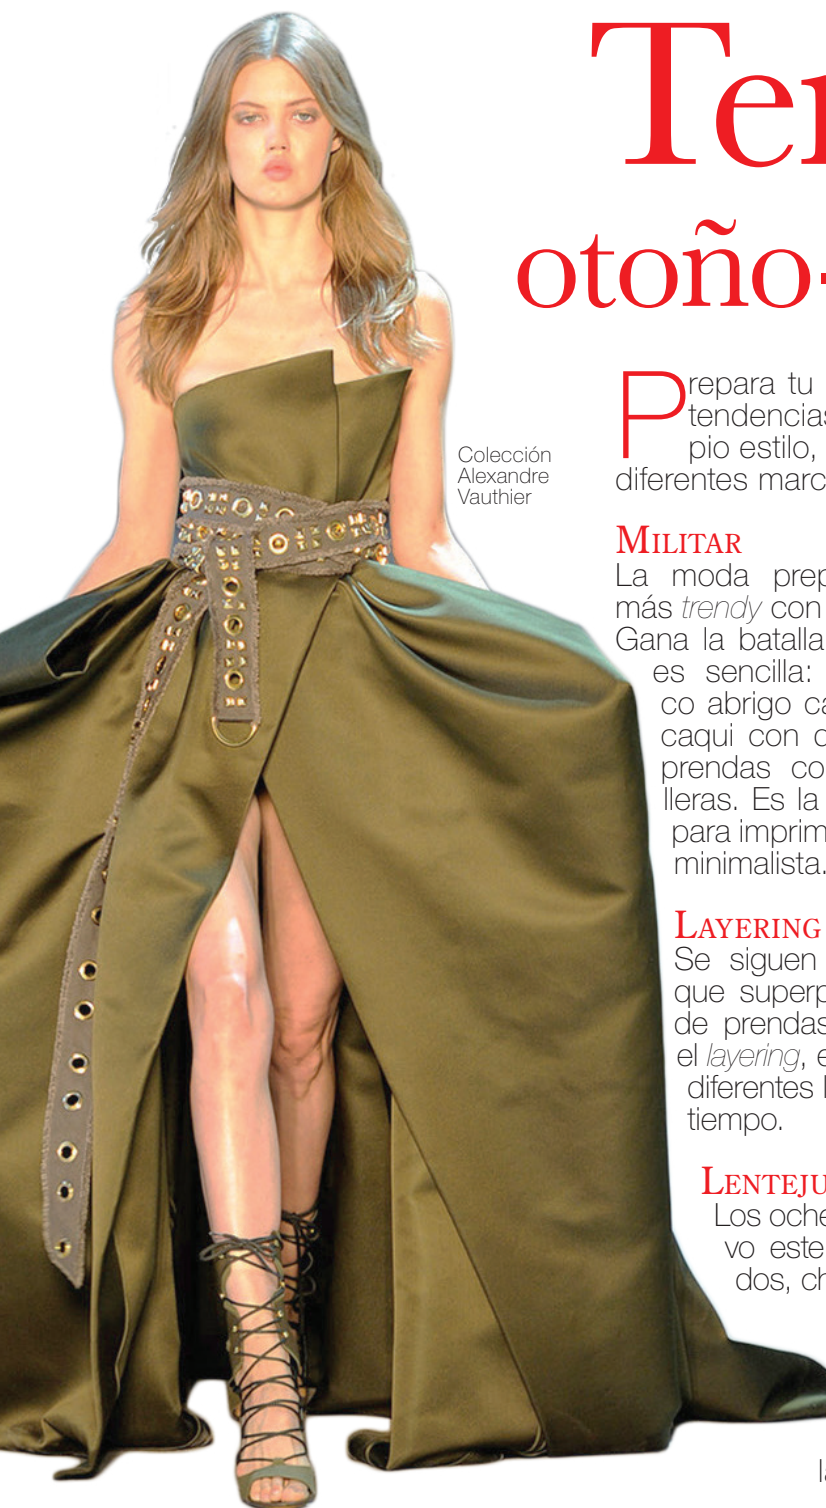 Ten
otoño-
Colección
Alexandre
Vauthier
Prepara tu
tendencias
pio estilo,
diferentes marc
MILITAR
La moda prep
más trendy con
Gana la batalla
es sencilla:
co abrigo ca
caqui con
prendas co
lleras. Es la
para imprim
minimalista.
LAYERING
Se siguen
que superp
de prendas
el layering, e
diferentes
tiempo.
LENTEJU
Los oche
vo este
dos, ch
la